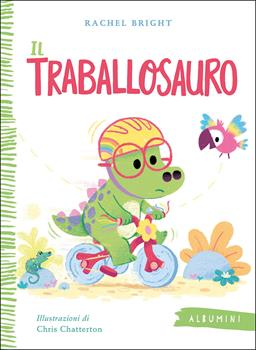 RACHEL BRIGHT
IL
TRABALLOSAURO
Illustrazioni di
Chris Chatterton
ALBUMINI